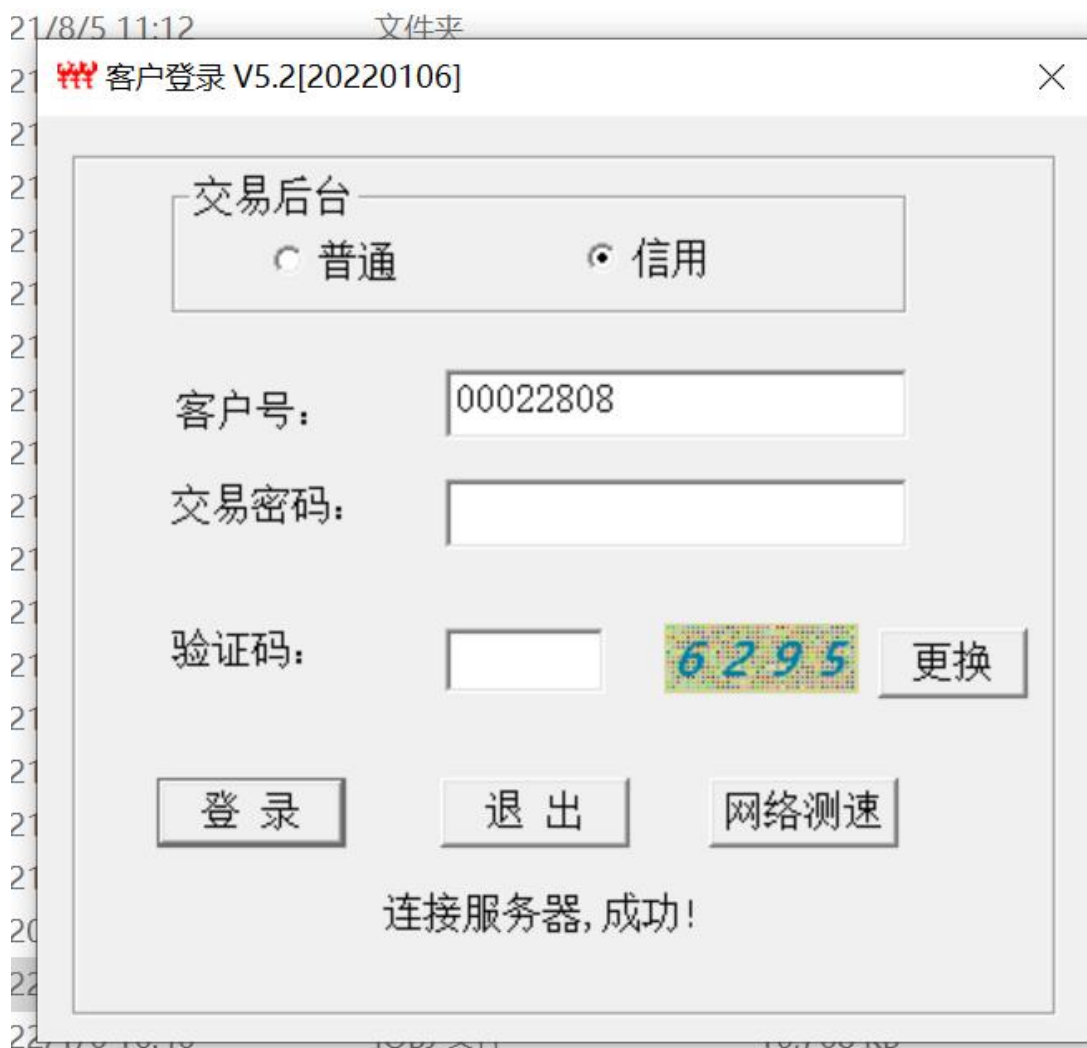 21/8/5 11:12 文件夹
客户登录 V5.2[20220106]
交易后台
普通 信用
客户号： 00022808
交易密码：
验证码： 6295 更换
登 录 退 出 网络测速
连接服务器,成功!